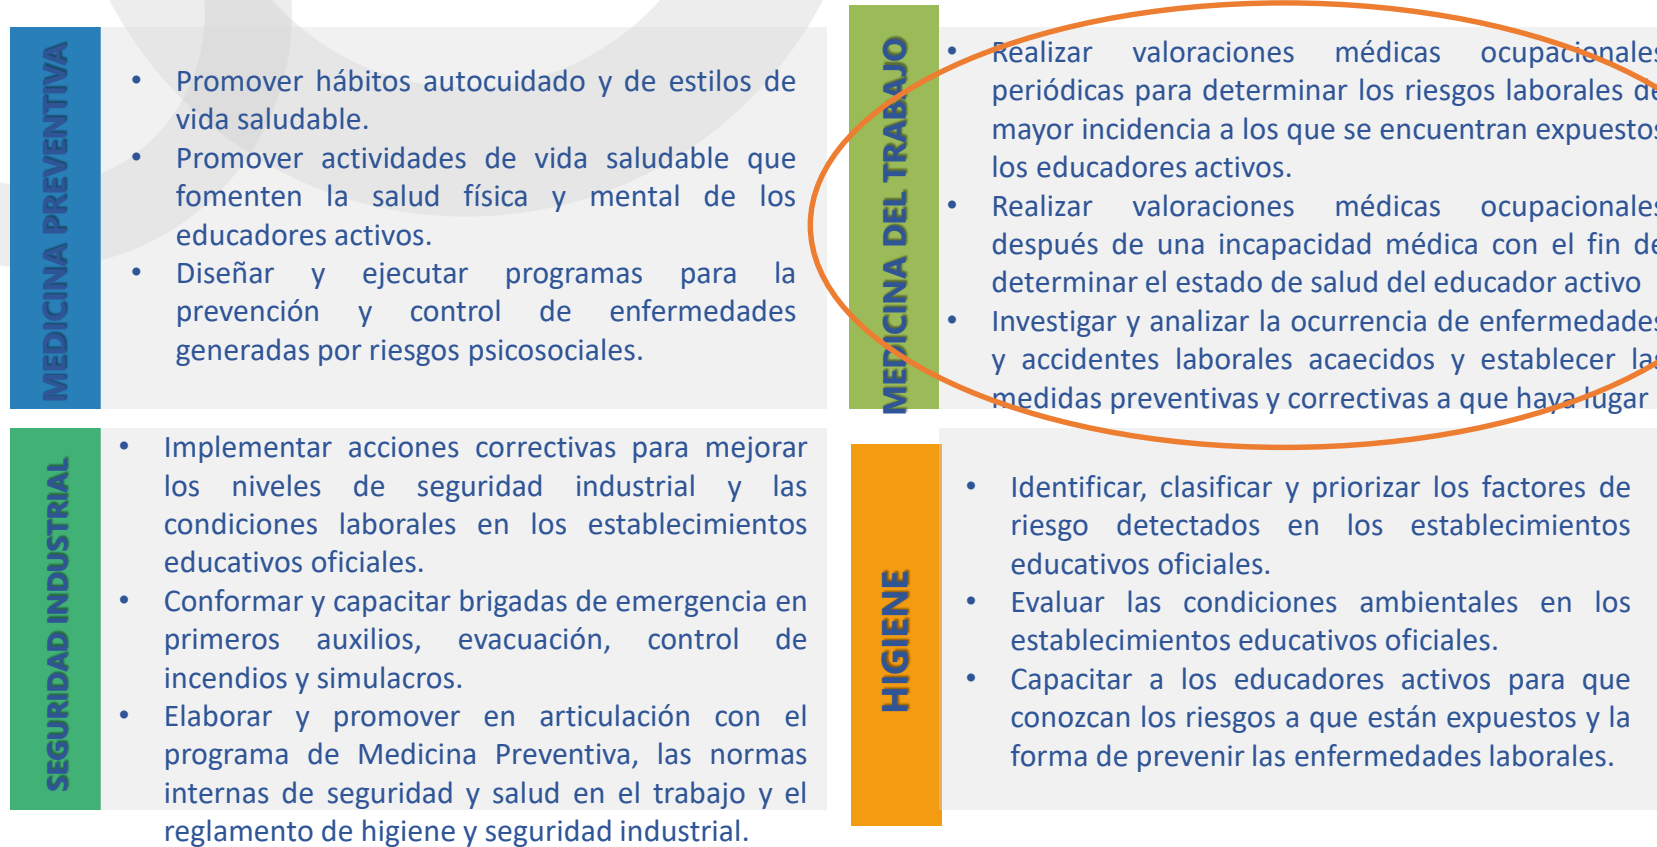 MEDICINA PREVENTIVA
• Promover hábitos autocuidado y de estilos de
vida saludable.
• Promover actividades de vida saludable que
fomenten la salud física y mental de los
educadores activos.
• Diseñar y ejecutar programas para la
prevención y control de enfermedades
generadas por riesgos psicosociales.
MEDICINA DEL TRABAJO
• Realizar valoraciones médicas ocupacionales
periódicas para determinar los riesgos laborales de
mayor incidencia a los que se encuentran expuestos
los educadores activos.
• Realizar valoraciones médicas ocupacionales
después de una incapacidad médica con el fin de
determinar el estado de salud del educador activo
• Investigar y analizar la ocurrencia de enfermedades
y accidentes laborales acaecidos y establecer las
medidas preventivas y correctivas a que haya lugar
SEGURIDAD INDUSTRIAL
• Implementar acciones correctivas para mejorar
los niveles de seguridad industrial y las
condiciones laborales en los establecimientos
educativos oficiales.
• Conformar y capacitar brigadas de emergencia en
primeros auxilios, evacuación, control de
incendios y simulacros.
• Elaborar y promover en articulación con el
programa de Medicina Preventiva, las normas
internas de seguridad y salud en el trabajo y el
reglamento de higiene y seguridad industrial.
HIGIENE
• Identificar, clasificar y priorizar los factores de
riesgo detectados en los establecimientos
educativos oficiales.
• Evaluar las condiciones ambientales en los
establecimientos educativos oficiales.
• Capacitar a los educadores activos para que
conozcan los riesgos a que están expuestos y la
forma de prevenir las enfermedades laborales.